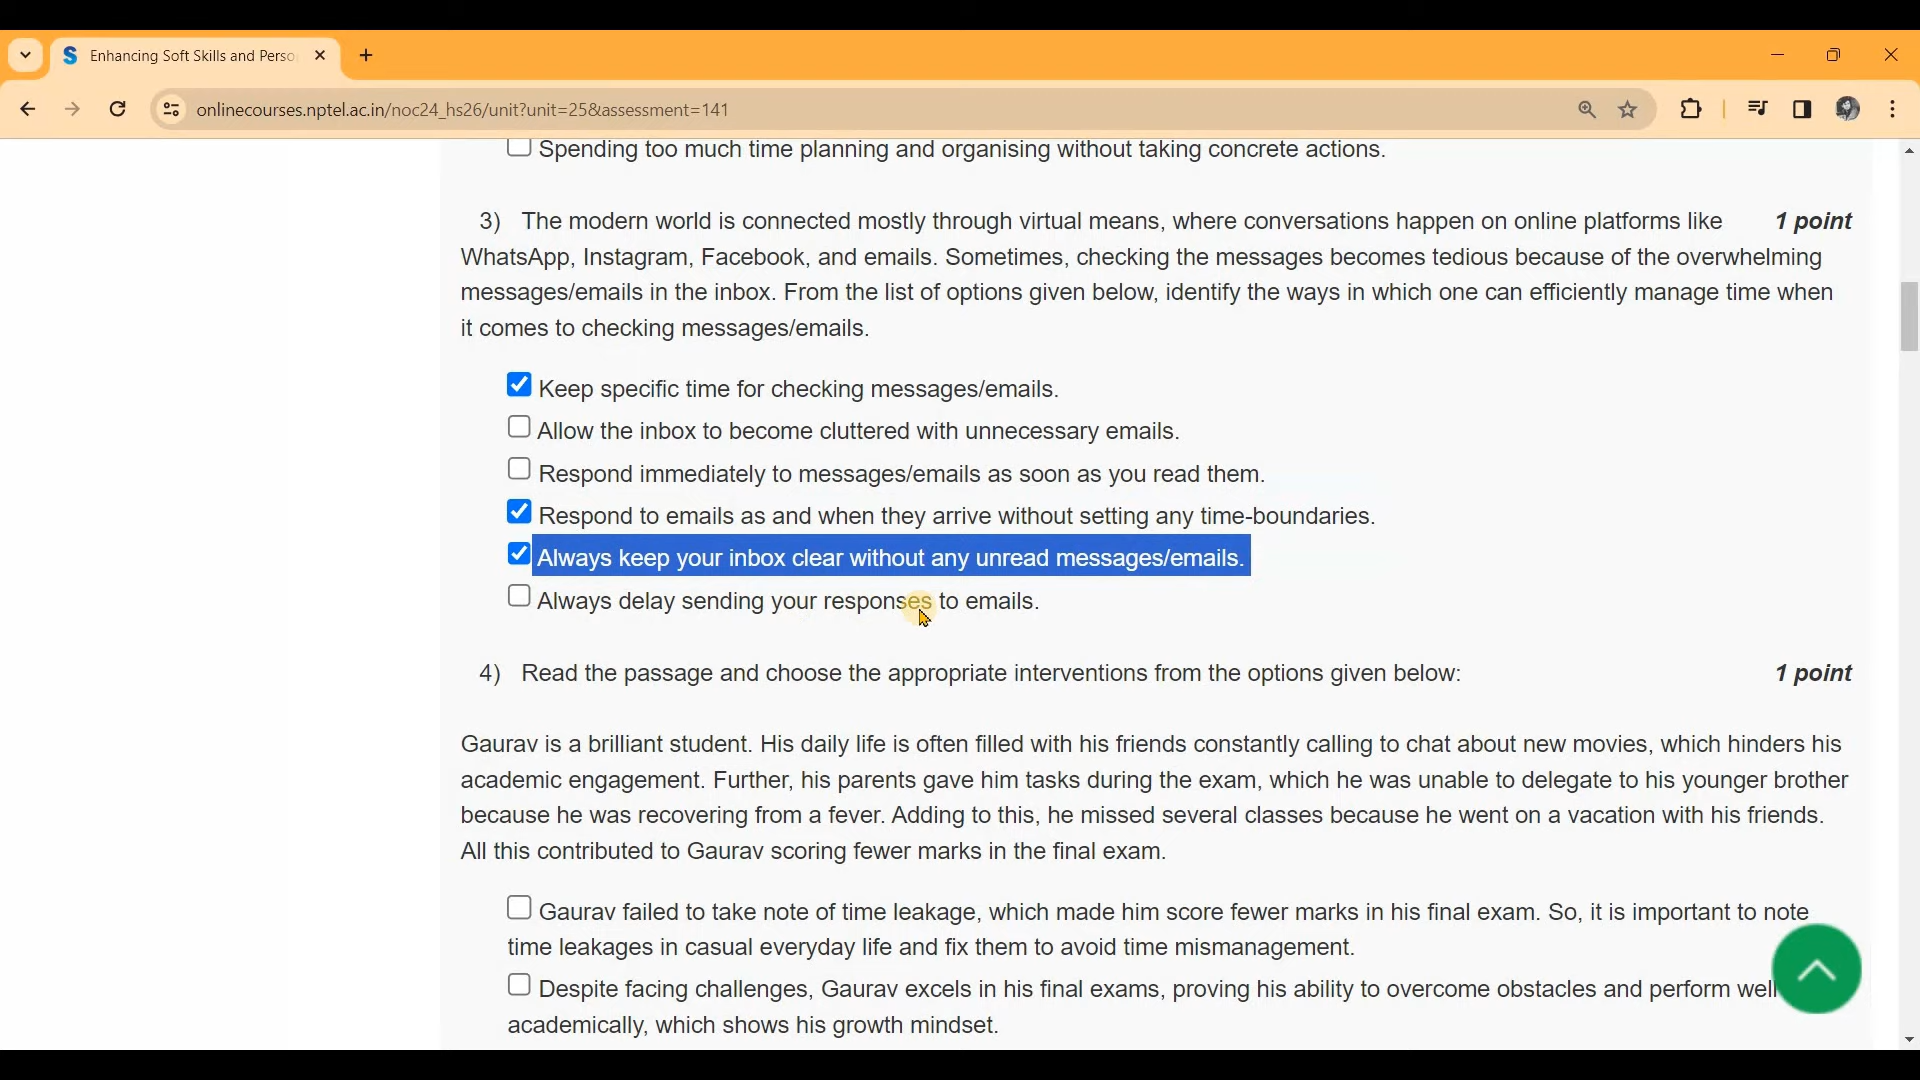 Enhancing Soft Skills and Perso
onlinecourses.nptel.ac.in/noc24_hs26/unit?unit=25&assessment=141
Spending too much time planning and organising without taking concrete actions.
3) The modern world is connected mostly through virtual means, where conversations happen on online platforms like 1 point
WhatsApp, Instagram, Facebook, and emails. Sometimes, checking the messages becomes tedious because of the overwhelming
messages/emails in the inbox. From the list of options given below, identify the ways in which one can efficiently manage time when
it comes to checking messages/emails.
Keep specific time for checking messages/emails.
Allow the inbox to become cluttered with unnecessary emails.
Respond immediately to messages/emails as soon as you read them.
Respond to emails as and when they arrive without setting any time-boundaries.
Always keep your inbox clear without any unread messages/emails.
Always delay sending your responses to emails.
4) Read the passage and choose the appropriate interventions from the options given below: 1 point
Gaurav is a brilliant student. His daily life is often filled with his friends constantly calling to chat about new movies, which hinders his
academic engagement. Further, his parents gave him tasks during the exam, which he was unable to delegate to his younger brother
because he was recovering from a fever. Adding to this, he missed several classes because he went on a vacation with his friends.
All this contributed to Gaurav scoring fewer marks in the final exam.
Gaurav failed to take note of time leakage, which made him score fewer marks in his final exam. So, it is important to note
time leakages in casual everyday life and fix them to avoid time mismanagement.
Despite facing challenges, Gaurav excels in his final exams, proving his ability to overcome obstacles and perform well
academically, which shows his growth mindset.